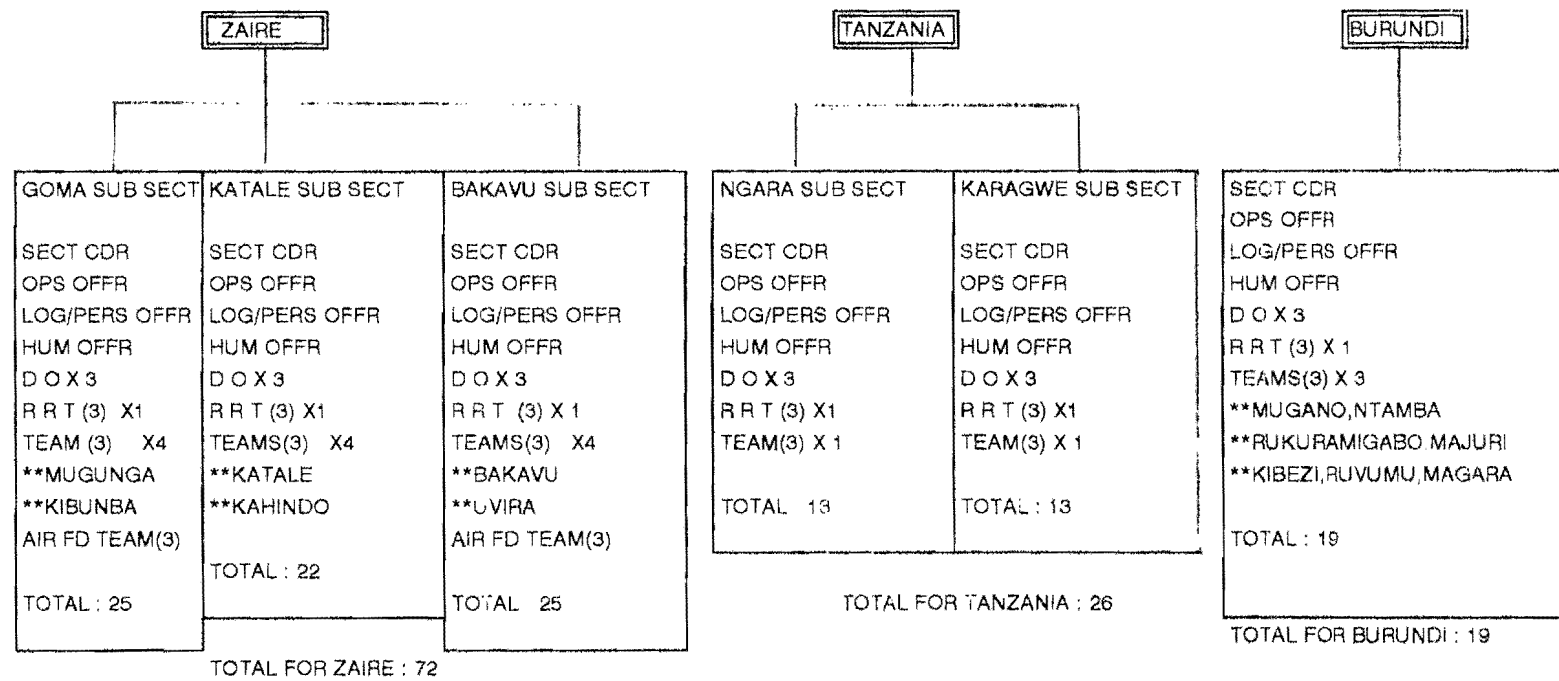 ZAIRE
TANZANIA
BURUNDI
GOMA SUB SECT
SECT CDR
OPS OFFR
LOG/PERS OFFR
HUM OFFR
D O X 3
R R T (3) X1
TEAM (3) X4
**MUGUNGA
**KIBUNBA
AIR FD TEAM(3)
TOTAL : 25
KATALE SUB SECT
SECT CDR
OPS OFFR
LOG/PERS OFFR
HUM OFFR
D O X 3
R R T (3) X1
TEAMS(3) X4
**KATALE
**KAHINDO
TOTAL : 22
BAKAVU SUB SECT
SECT CDR
OPS OFFR
LOG/PERS OFFR
HUM OFFR
D O X 3
R R T (3) X 1
TEAMS(3) X4
**BAKAVU
**UVIRA
AIR FD TEAM(3)
TOTAL 25
TOTAL FOR ZAIRE : 72
NGARA SUB SECT
SECT CDR
OPS OFFR
LOG/PERS OFFR
HUM OFFR
D O X 3
R R T (3) X1
TEAM(3) X 1
TOTAL 13
KARAGWE SUB SECT
SECT CDR
OPS OFFR
LOG/PERS OFFR
HUM OFFR
D O X 3
R R T (3) X1
TEAM(3) X 1
TOTAL : 13
TOTAL FOR TANZANIA : 26
SECT CDR
OPS OFFR
LOG/PERS OFFR
HUM OFFR
D O X 3
R R T (3) X 1
TEAMS(3) X 3
**MUGANO,NTAMBA
**RUKURAMIGABO,MAJURI
**KIBEZI,RUVUMU,MAGARA
TOTAL : 19
TOTAL FOR BURUNDI : 19